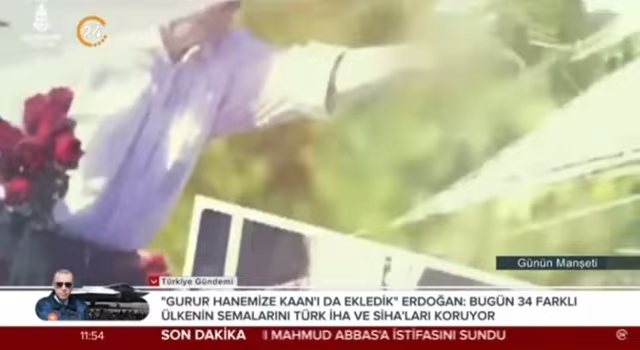 24
Günün Manşeti
Türkiye Gündemi
"GURUR HANEMİZE KAAN'I DA EKLEDİK" ERDOĞAN: BUGÜN 34 FARKLI
ÜLKENİN SEMALARINI TÜRK İHA VE SİHA'LARI KORUYOR
11:54 SON DAKİKA İ MAHMUD ABBAS'A İSTİFASINI SUNDU